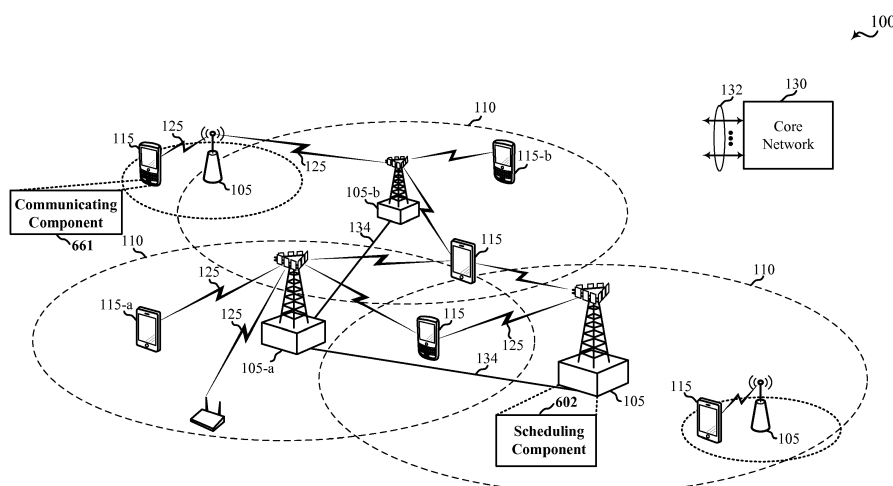 100
132
130
Core
Network
110
125
115
125
115-b
105
105-b
Communicating
Component
661
110
134
115
110
125
115-a
125
115
125
105-a
134
602
105
115
105
Scheduling
Component